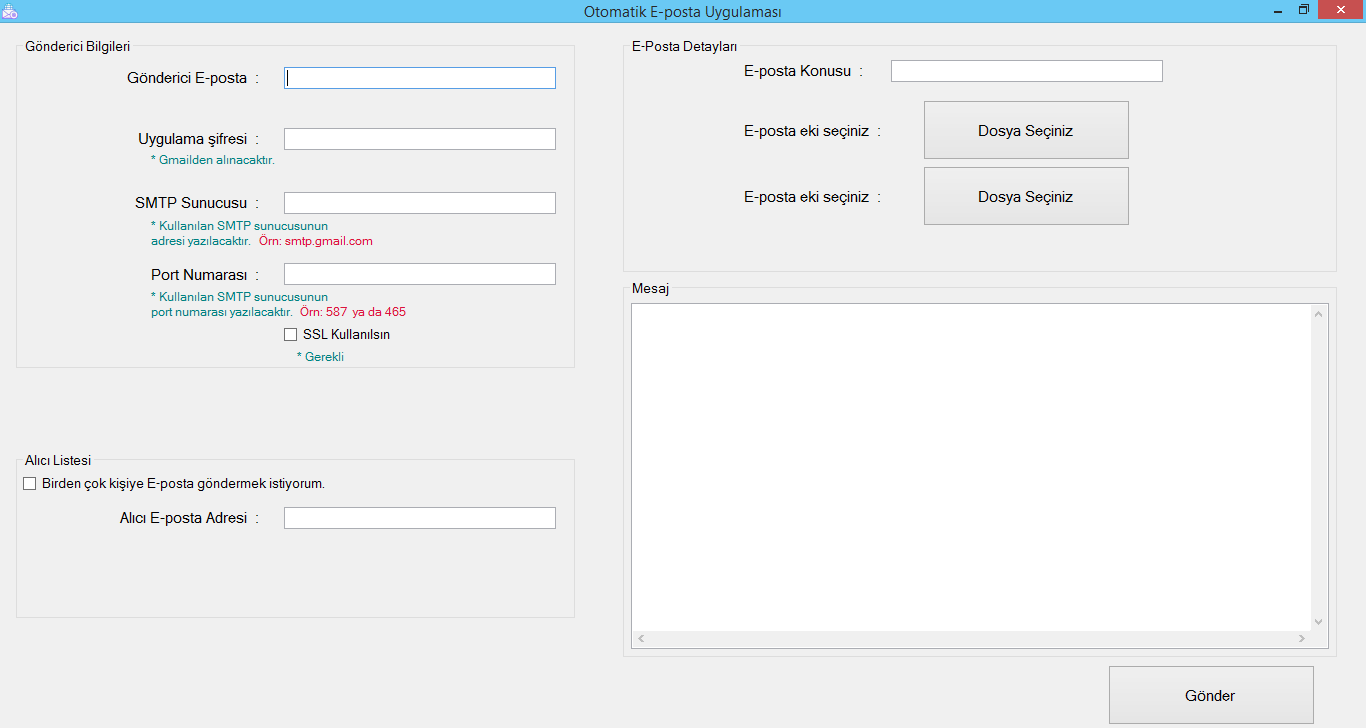 Otomatik E-posta Uygulaması
Gönderici Bilgileri
Gönderici E-posta :
Uygulama şifresi :
* Gmailden alınacaktır.
SMTP Sunucusu :
* Kullanılan SMTP sunucusunun
adresi yazılacaktır. Örn: smtp.gmail.com
Port Numarası :
* Kullanılan SMTP sunucusunun
port numarası yazılacaktır. Örn: 587 ya da 465
SSL Kullanılsın
* Gerekli
Alıcı Listesi
Birden çok kişiye E-posta göndermek istiyorum.
Alıcı E-posta Adresi :
E-Posta Detayları
E-posta Konusu :
E-posta eki seçiniz : Dosya Seçiniz
E-posta eki seçiniz : Dosya Seçiniz
Mesaj
Gönder